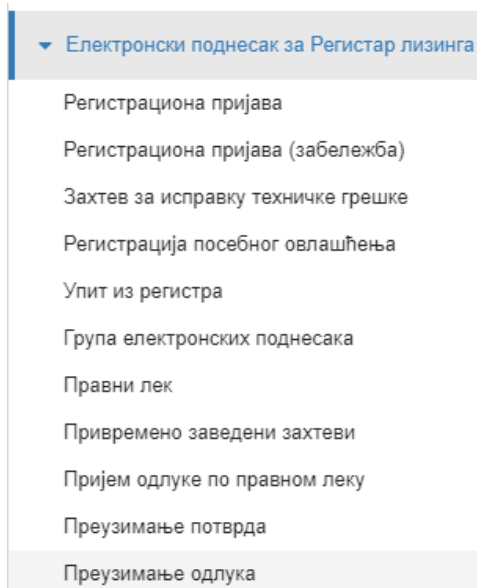 Електронски поднесак за Регистар лизинга
Регистрациона пријава
Регистрациона пријава (забележба)
Захтев за исправку техничке грешке
Регистрација посебног овлашћења
Упит из регистра
Група електронских поднесака
Правни лек
Привремено заведени захтеви
Пријем одлуке по правном леку
Преузимање потврда
Преузимање одлука